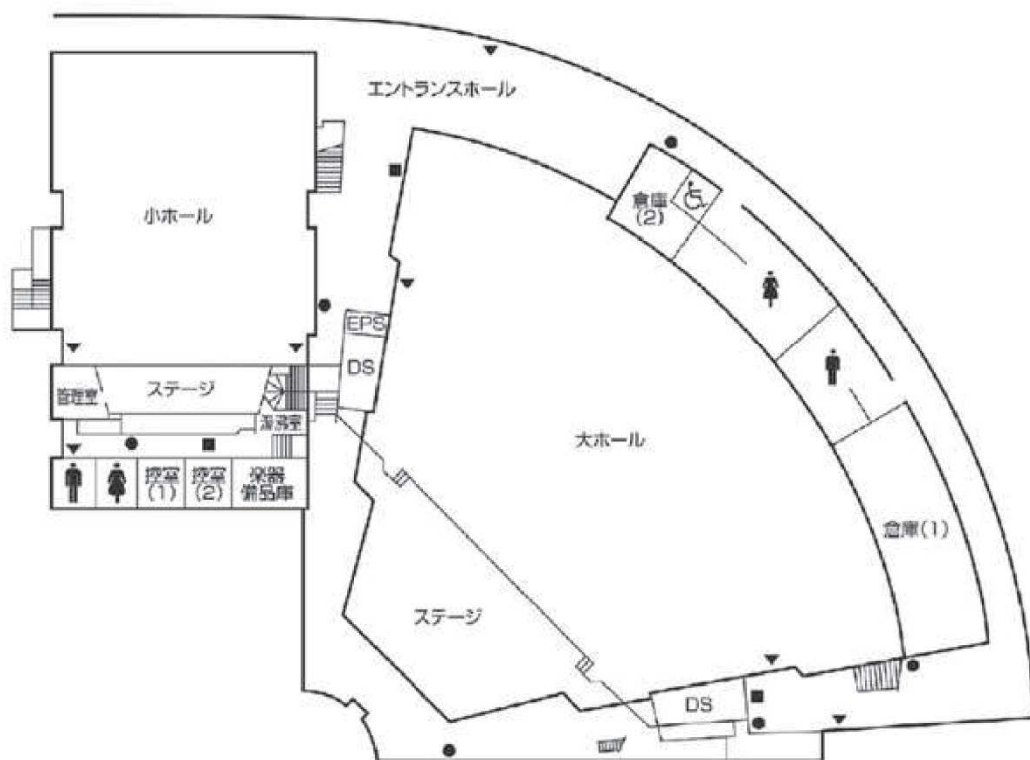 エントランスホール
小ホール
倉庫
(2)
EPS
DS
管理室
ステージ
湯沸室
大ホール
控室
(1)
控室
(2)
楽器
備品庫
倉庫(1)
ステージ
DS